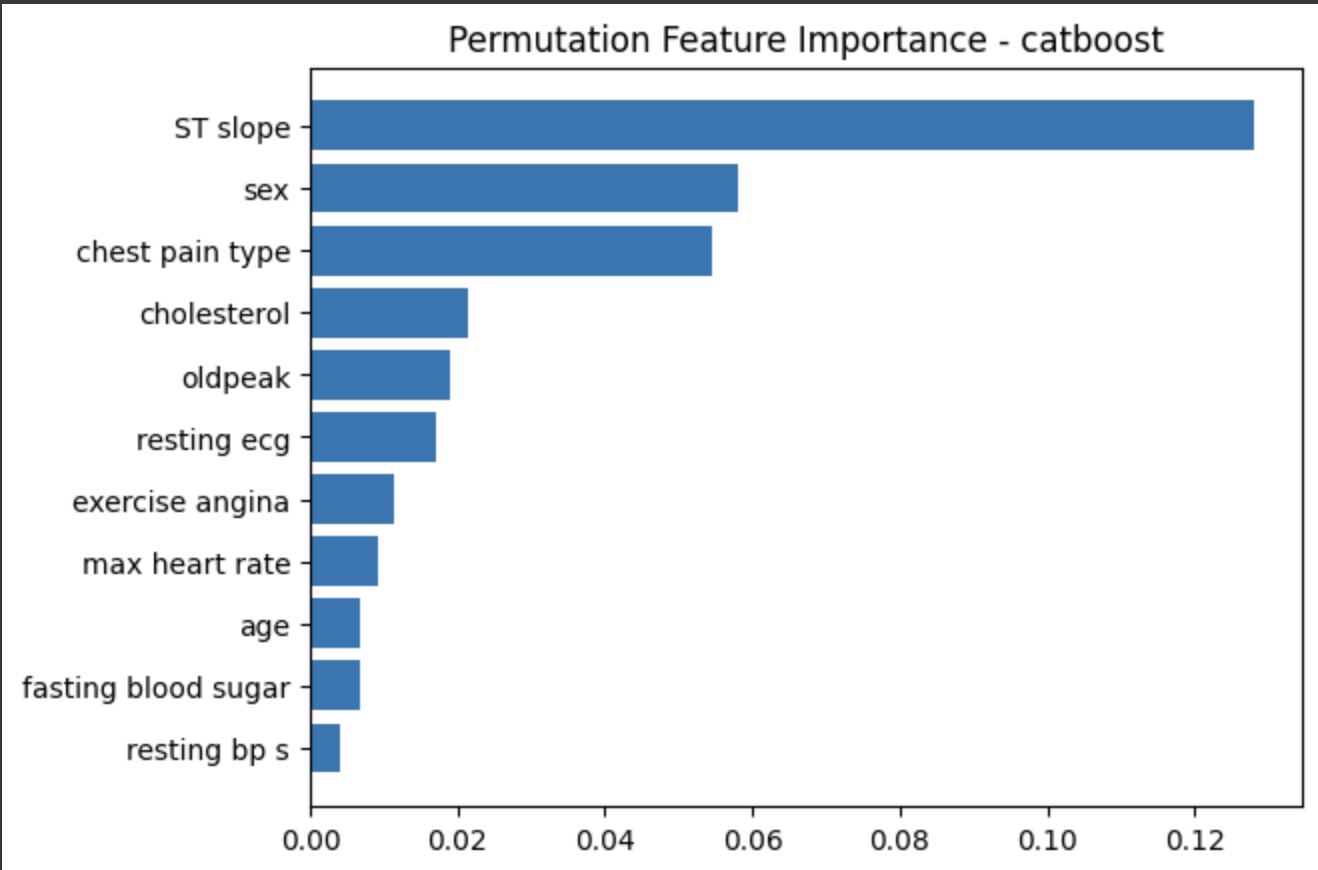 Permutation Feature Importance - catboost
ST slope
sex
chest pain type
cholesterol
oldpeak
resting ecg
exercise angina
max heart rate
age
fasting blood sugar
resting bp s
0.00 0.02 0.04 0.06 0.08 0.10 0.12